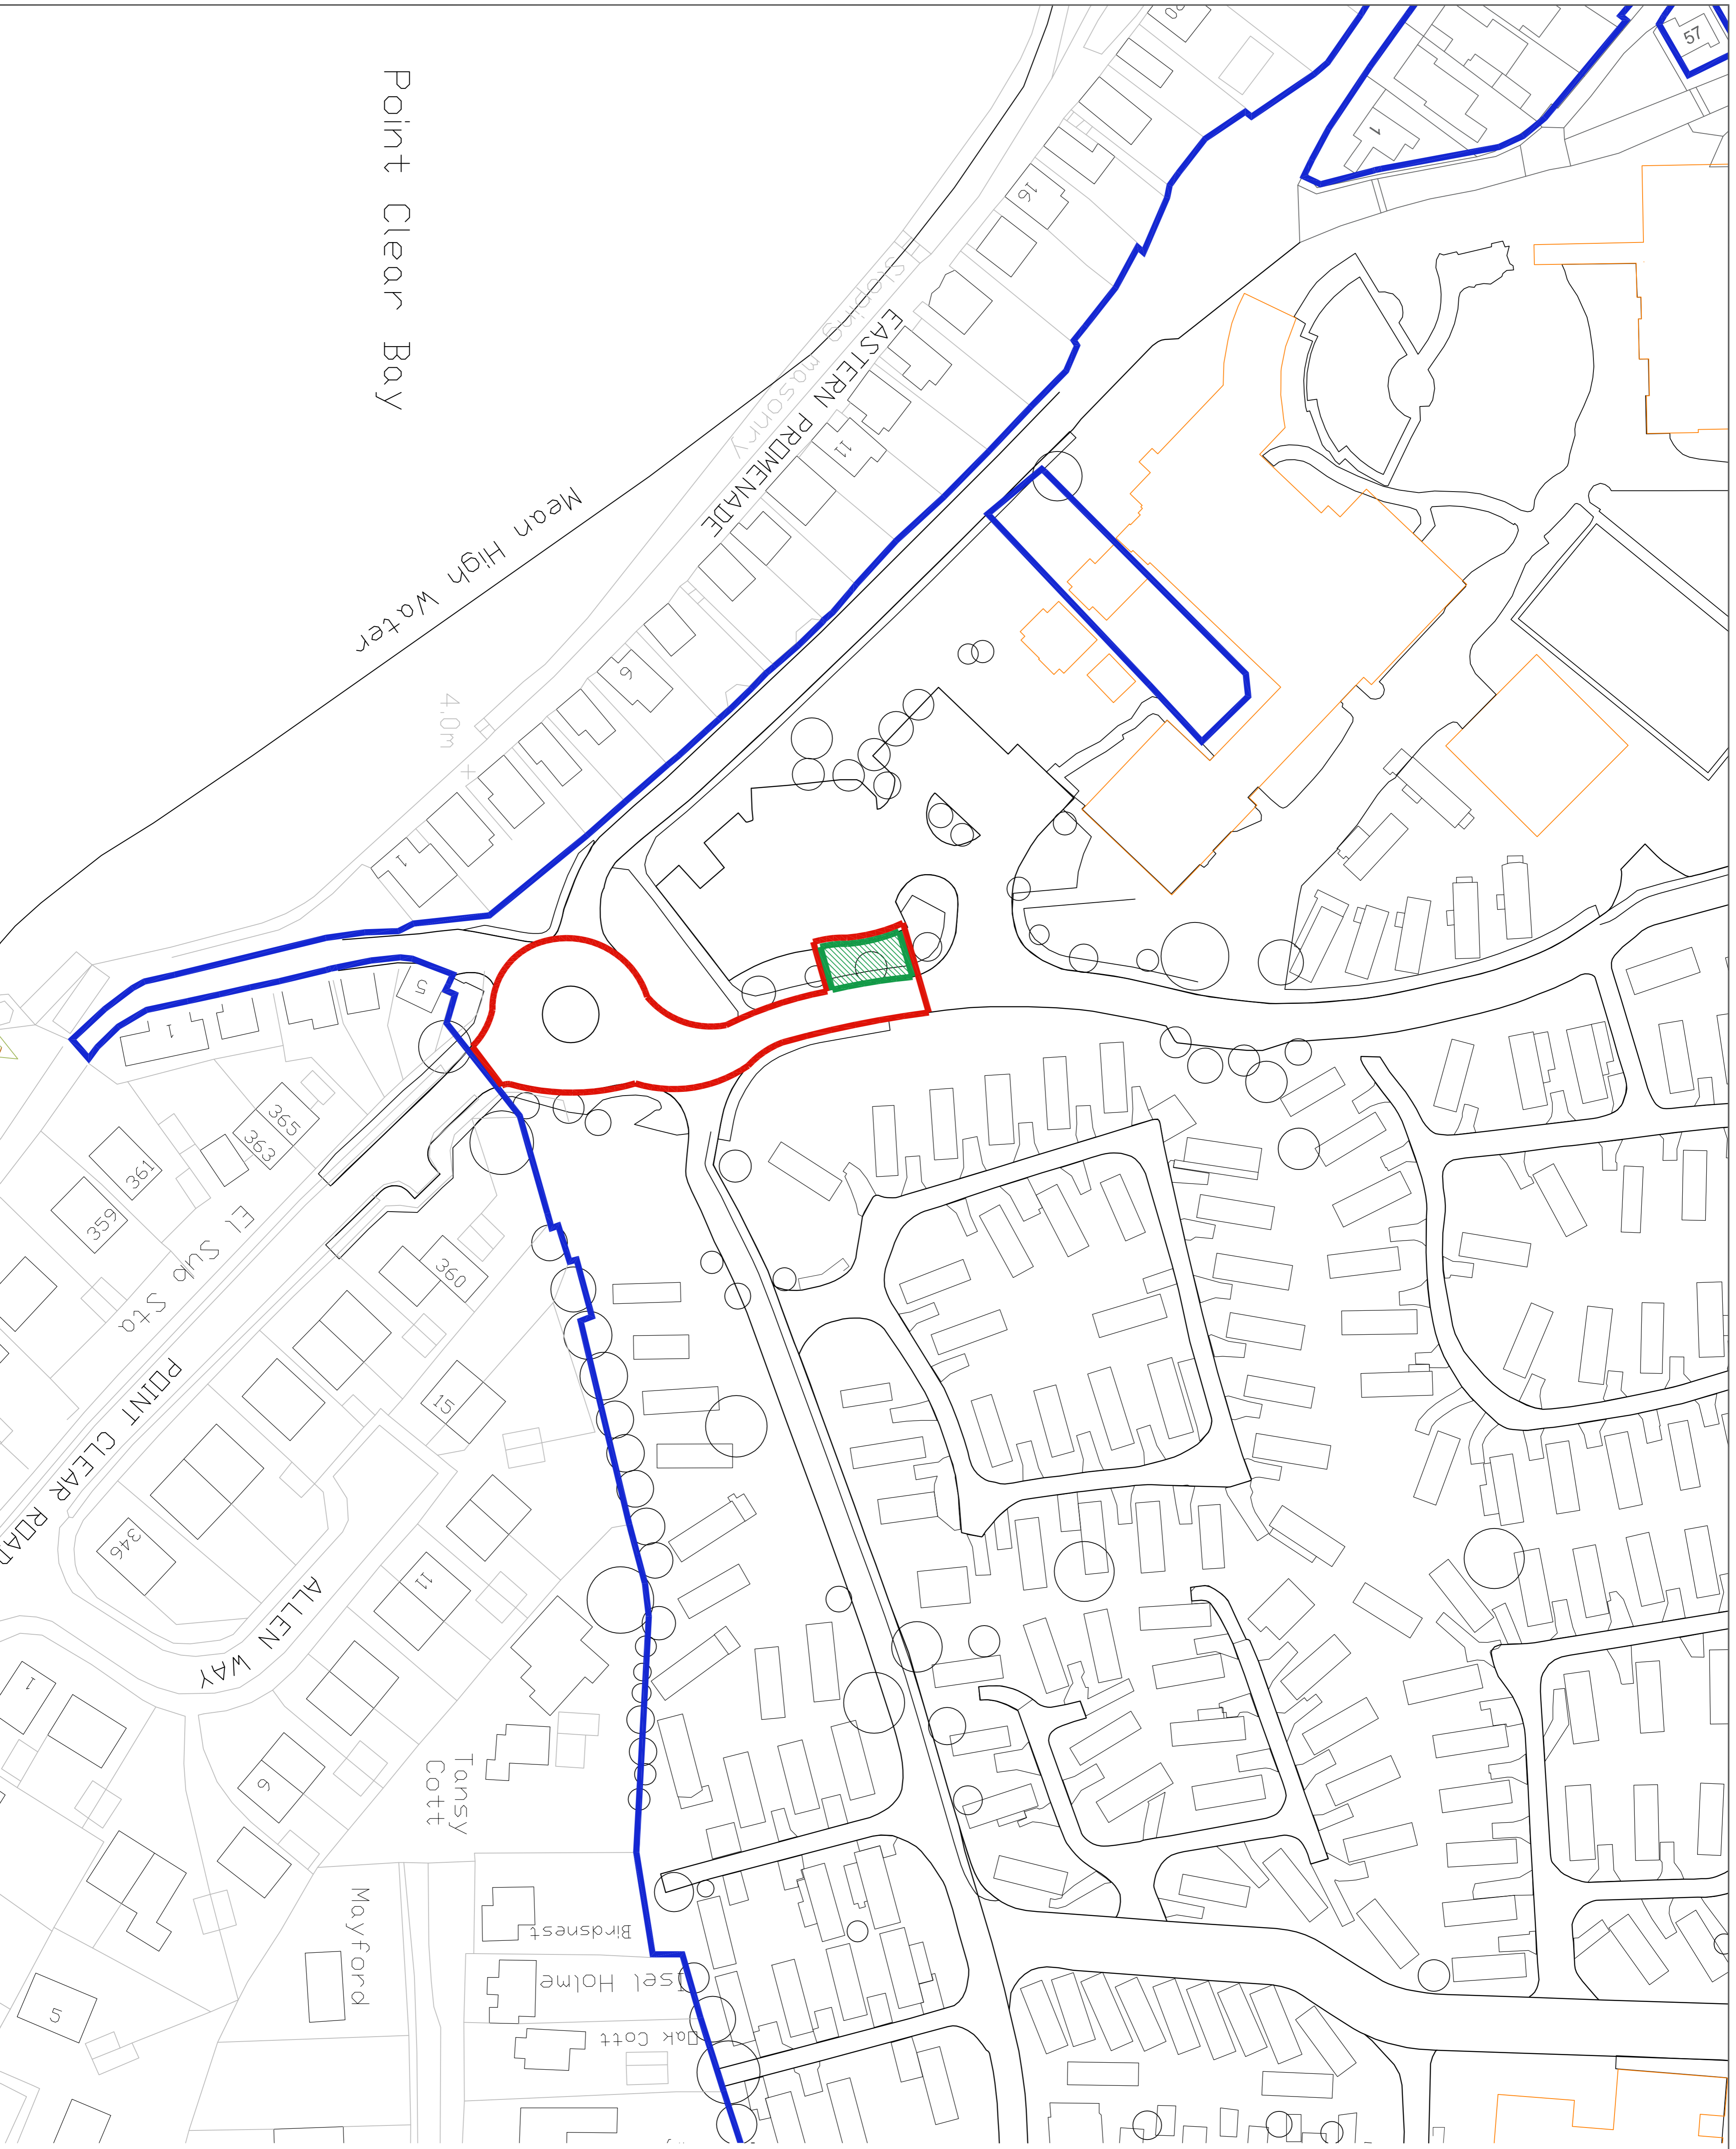 57
1
16
Point Clear Bay
Sloping masonry
EASTERN PROMENADE
11
Mean High Water
6
4.0m
1
5
1
365
363
361
359
El Sub Sta
360
POINT CLEAR ROAD
15
346
11
ALLEN WAY
1
6
Tansy
Cott
Mayford
Birdsnest
Isel Holme
Oak Cott
5